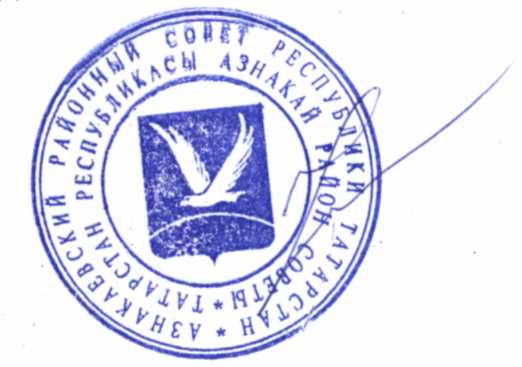 АЗНАКАЕВСКИЙ РАЙОННЫЙ СОВЕТ РЕСПУБЛИКИ ТАТАРСТАН *
ТАТАРСТАН РЕСПУБЛИКАСЫ АЗНАКАЙ РАЙОН СОВЕТЫ *